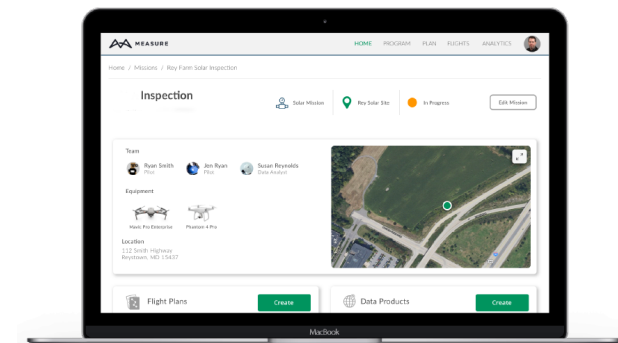 MEASURE
HOME PROGRAM PLAN FLIGHTS ANALYTICS
Home / Missions / Rey Farm Solar Inspection
Inspection
Solar Mission
Rey Solar Site
In Progress
Edit Mission
Team
Ryan Smith
Pilot
Jen Ryan
Pilot
Susan Reynolds
Data Analyst
Equipment
Mavic Pro Enterprise
Phantom 4 Pro
Location
112 Smith Highway
Reystown, MD 15437
Flight Plans
Create
Data Products
Create
MacBook